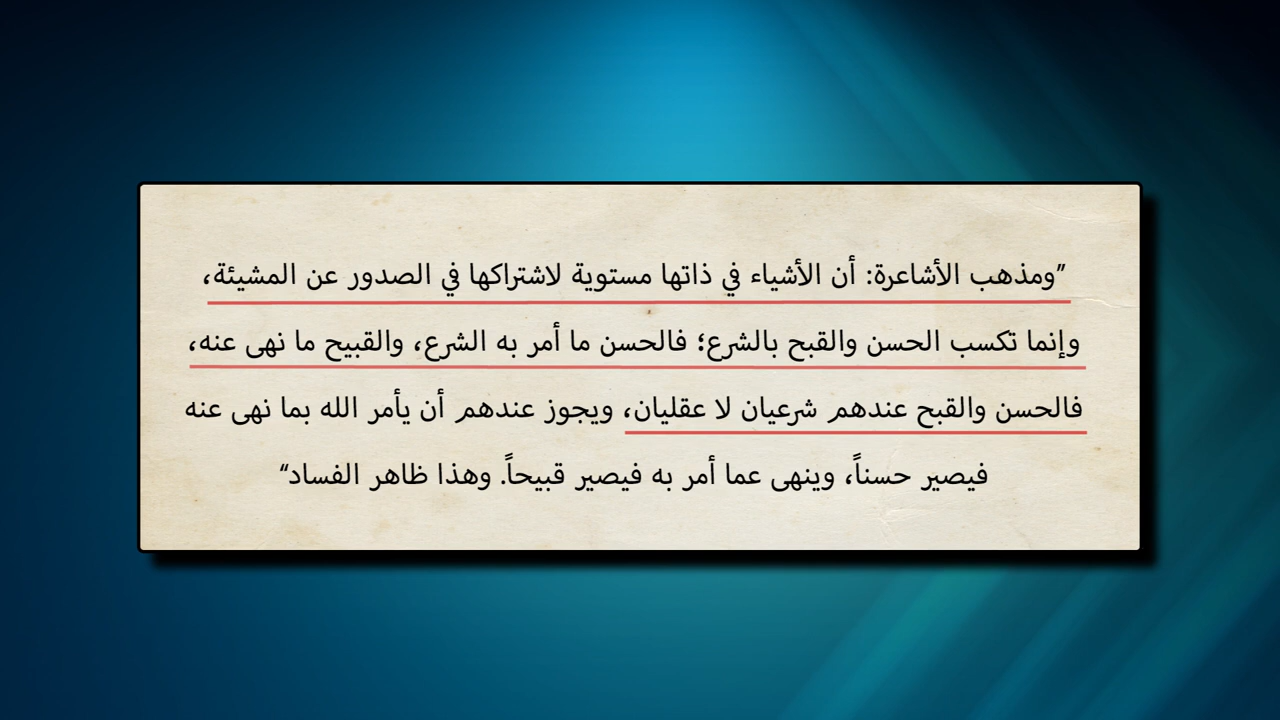 ”ومذهب الأشاعرة: أن الأشياء في ذاتها مستوية لاشتراكها في الصدور عن المشيئة،
وإنما تكسب الحسن والقبح بالشرع؛ فالحسن ما أمر به الشرع، والقبيح ما نهى عنه،
فالحسن والقبح عندهم شرعيان لا عقليان، ويجوز عندهم أن يأمر الله بما نهى عنه
فيصير حسناً، وينهى عما أمر به فيصير قبيحاً. وهذا ظاهر الفساد“